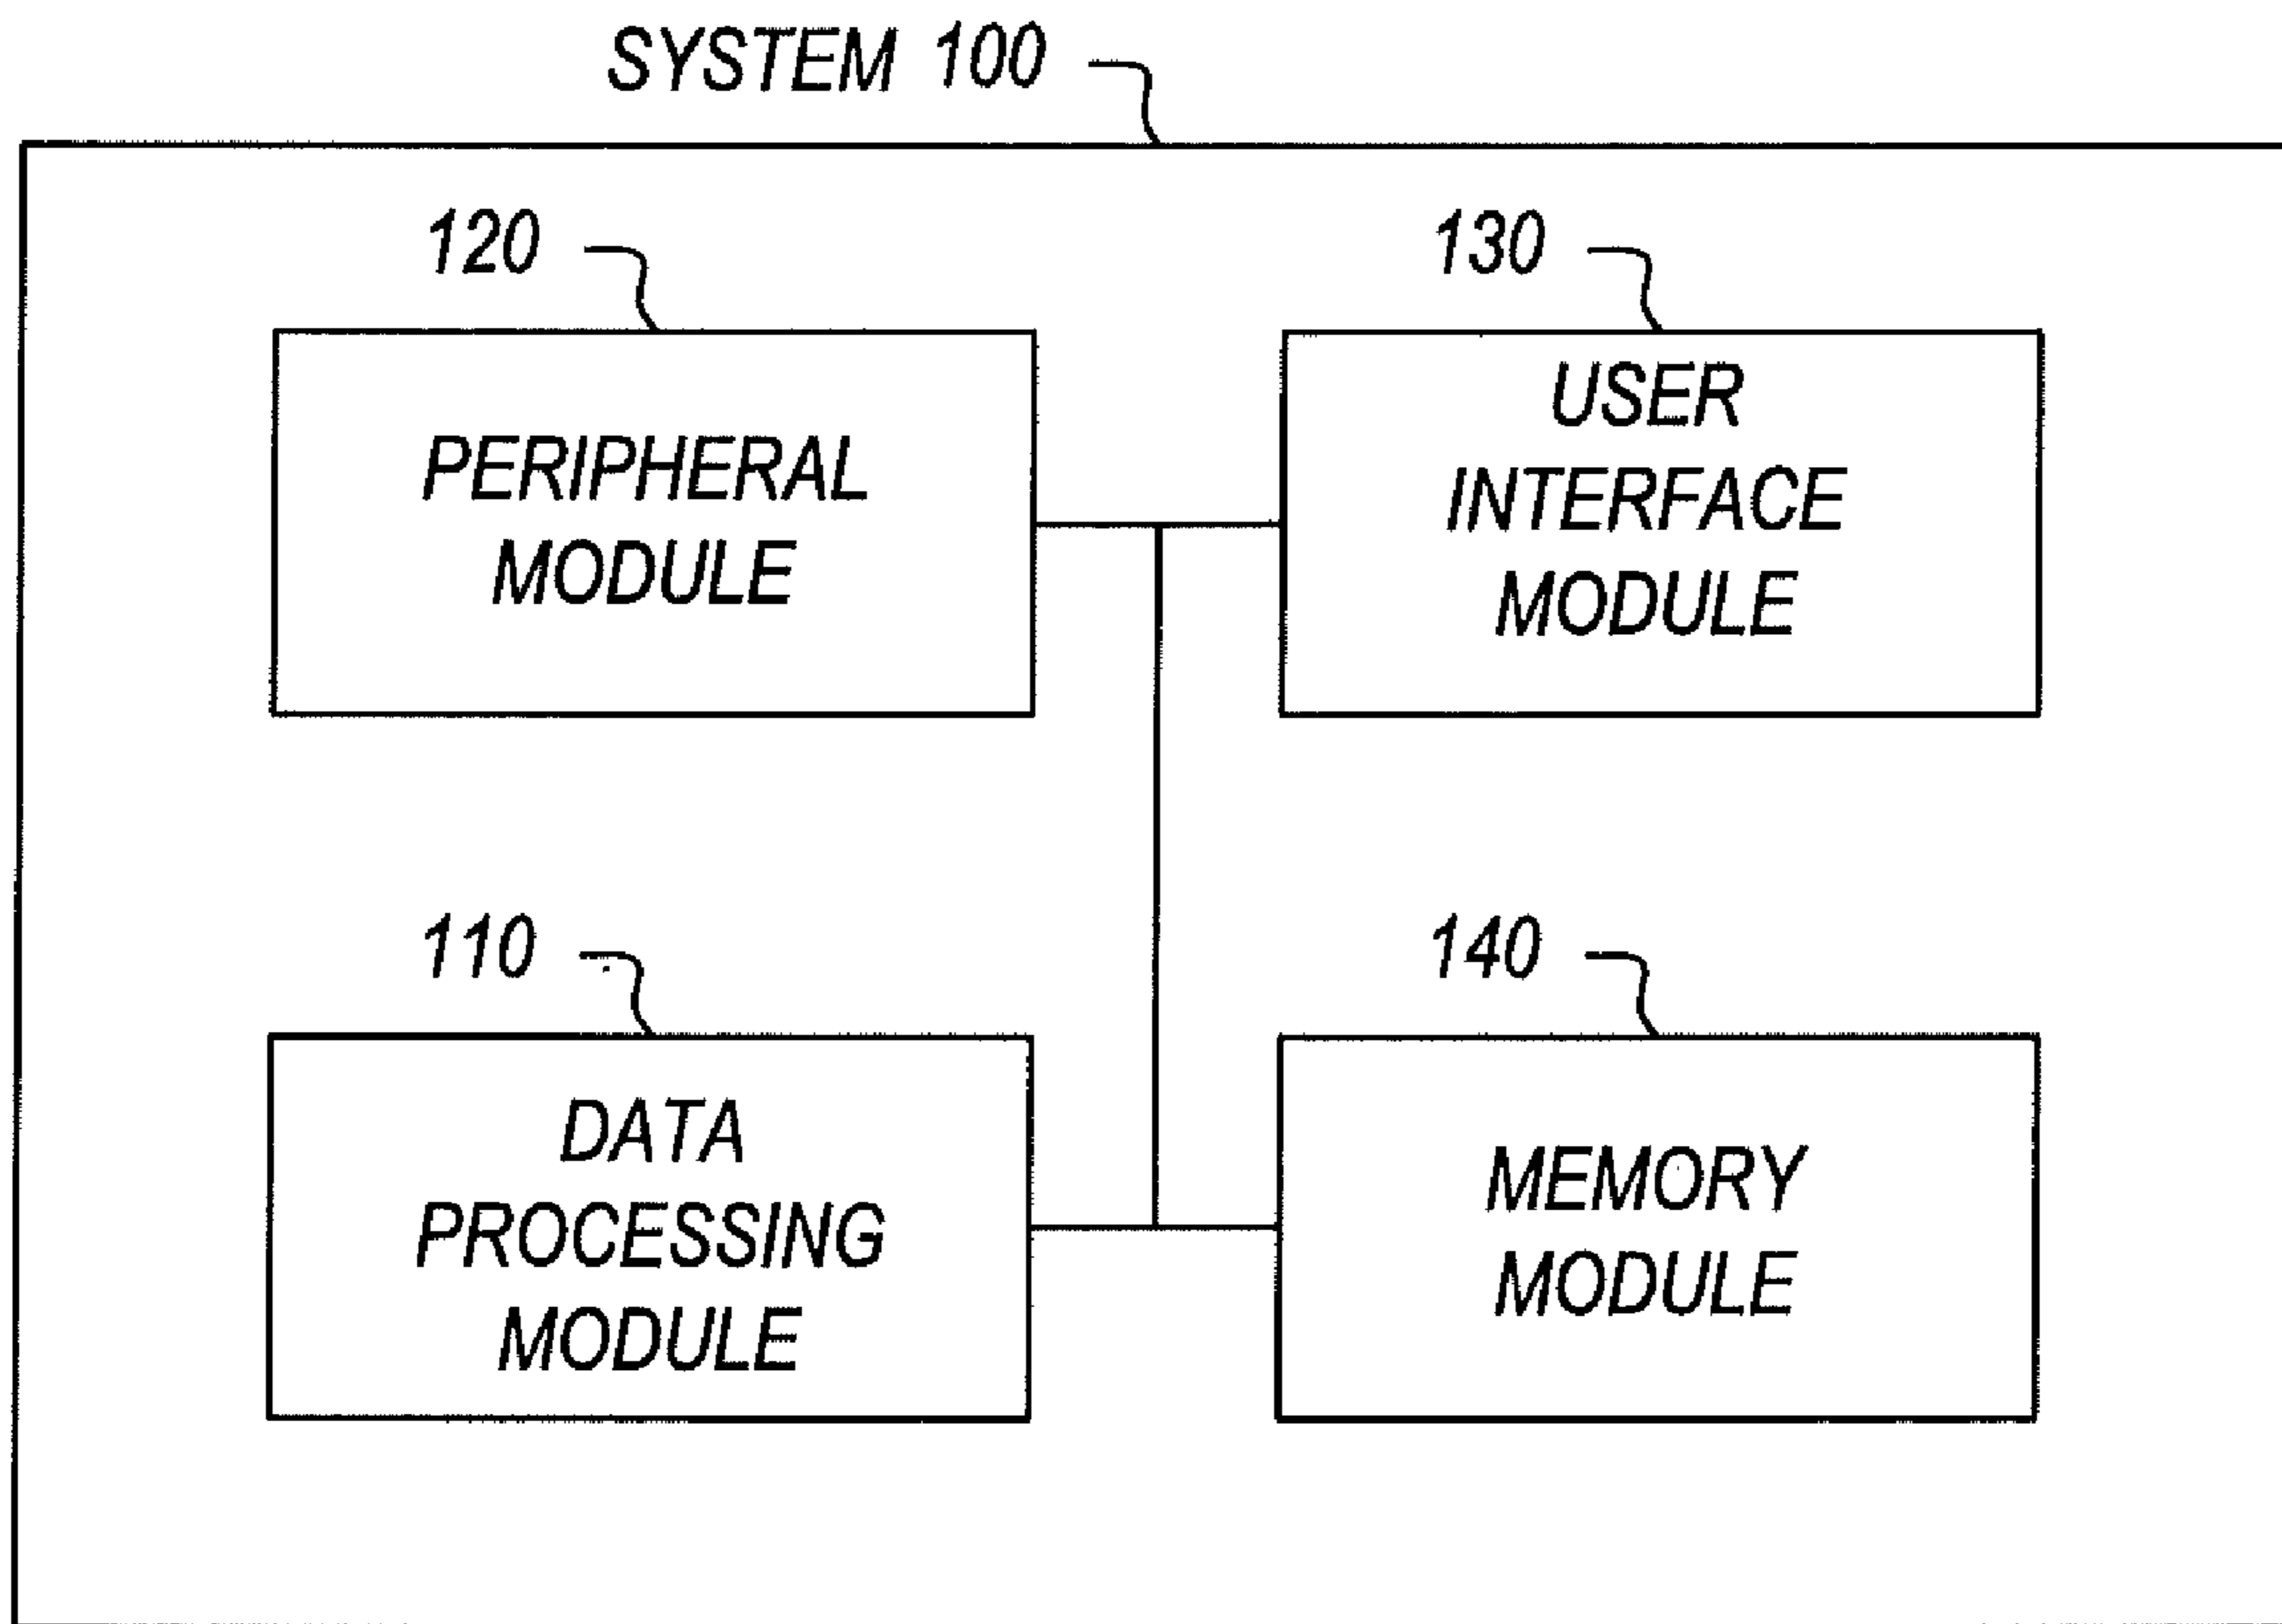 SYSTEM 100
120
PERIPHERAL
MODULE
130
USER
INTERFACE
MODULE
110
DATA
PROCESSING
MODULE
140
MEMORY
MODULE